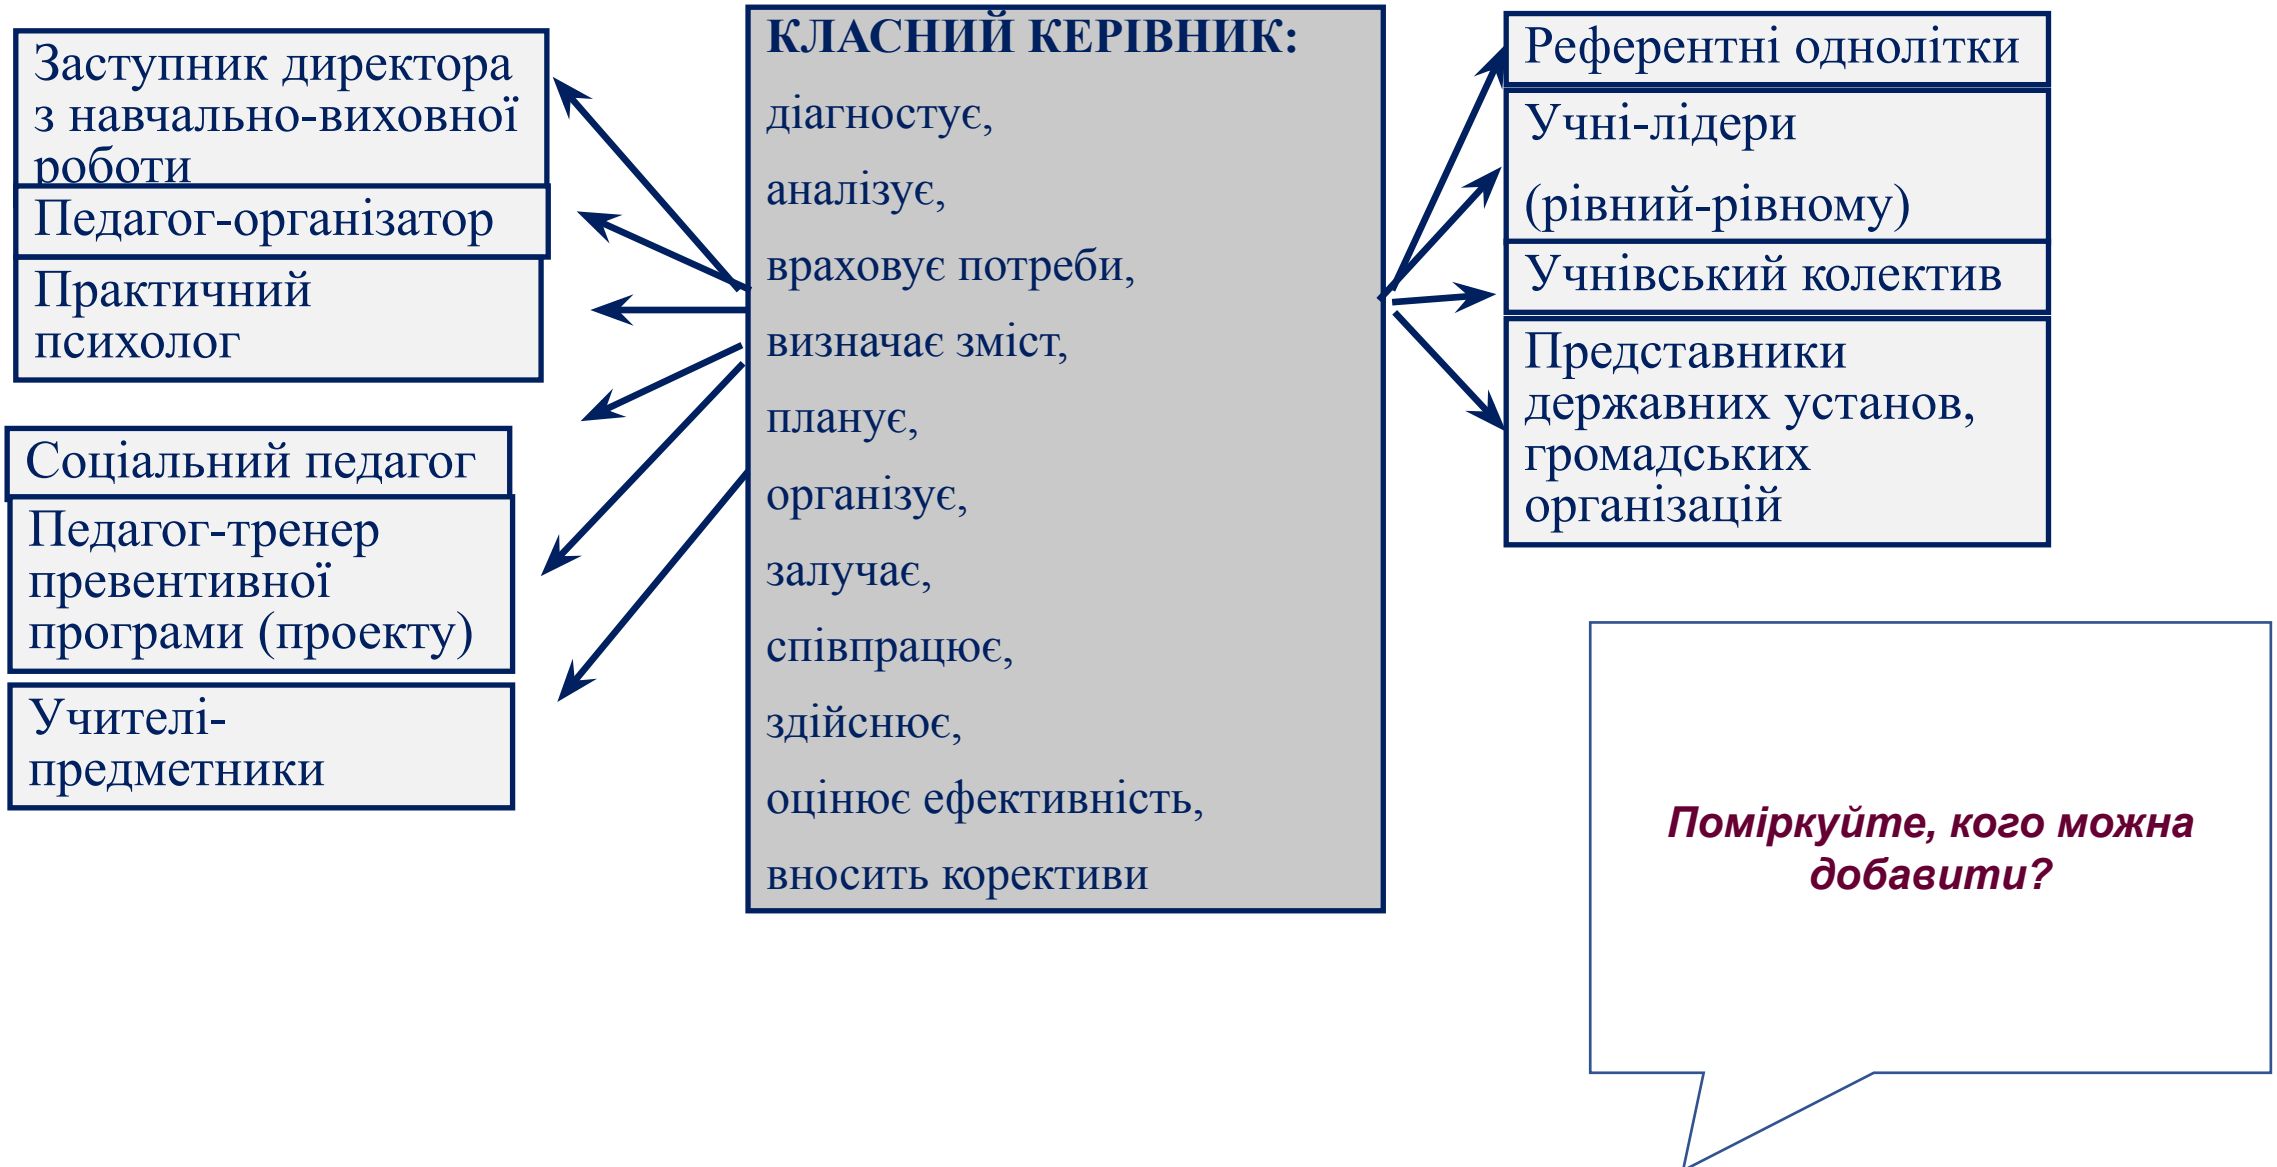 Заступник директора
з навчально-виховної
роботи
Педагог-організатор
Практичний
психолог
Соціальний педагог
Педагог-тренер
превентивної
програми (проекту)
Учителі-
предметники
КЛАСНИЙ КЕРІВНИК:
діагностує,
аналізує,
враховує потреби,
визначає зміст,
планує,
організує,
залучає,
співпрацює,
здійснює,
оцінює ефективність,
вносить корективи
Референтні однолітки
Учні-лідери
(рівний-рівному)
Учнівський колектив
Представники
державних установ,
громадських
організацій
Поміркуйте, кого можна
добавити?